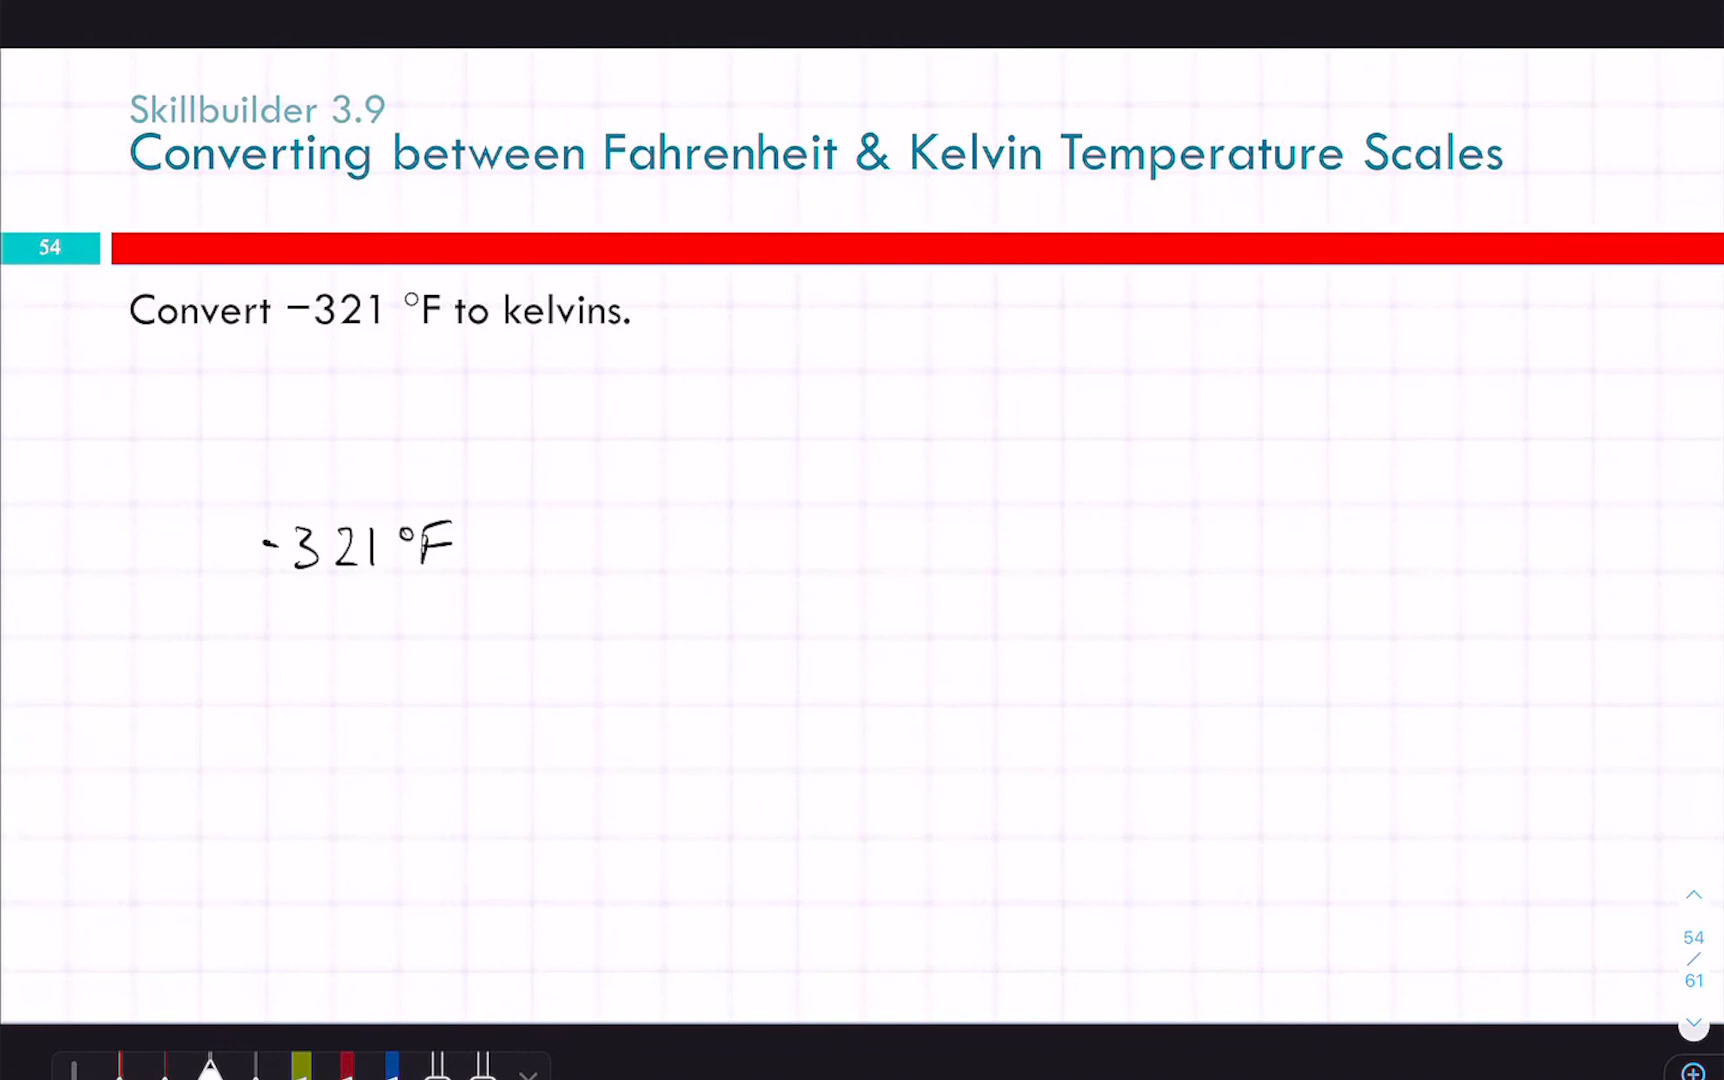 Skillbuilder 3.9
Converting between Fahrenheit & Kelvin Temperature Scales
54
Convert −321 °F to kelvins.
-321 °F
54
/
61